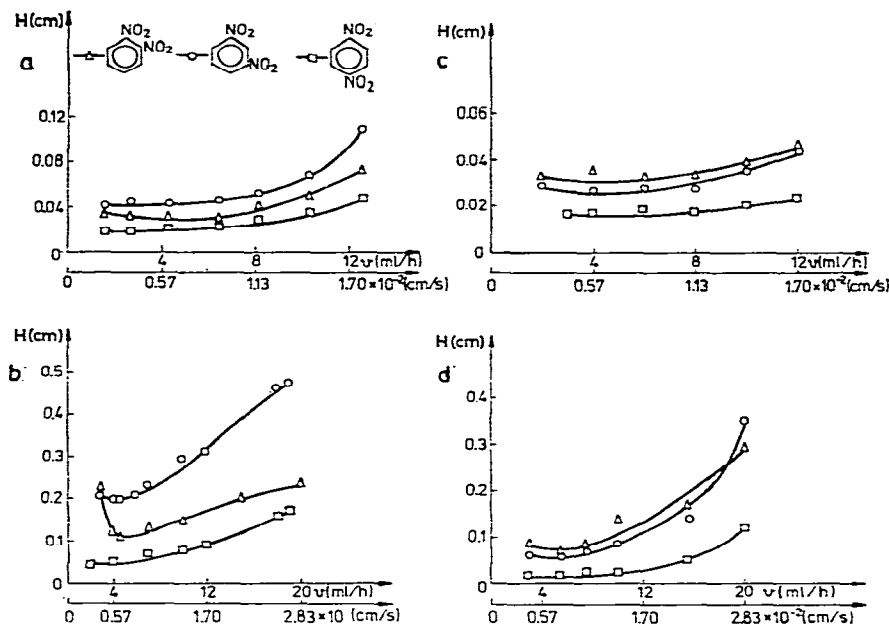 H(cm)
a
NO2
NO2
NO2
NO2
NO2
NO2
0.12
0.08
0.04
0
4
8
12 v(ml/h)
0
0.57
1.13
1.70 ×10-2 (cm/s)
H(cm)
c
0.06
0.04
0.02
0
4
8
12 v(ml/h)
0
0.57
1.13
1.70 ×10-2 (cm/s)
H(cm)
b
0.5
0.4
0.3
0.2
0.1
0
4
12
20 v(ml/h)
0
0.57
1.70
2.83 ×10 (cm/s)
H(cm)
d
0.3
0.2
0.1
0
4
12
20 v(ml/h)
0
0.57
1.70
2.83 ×10-2 (cm/s)